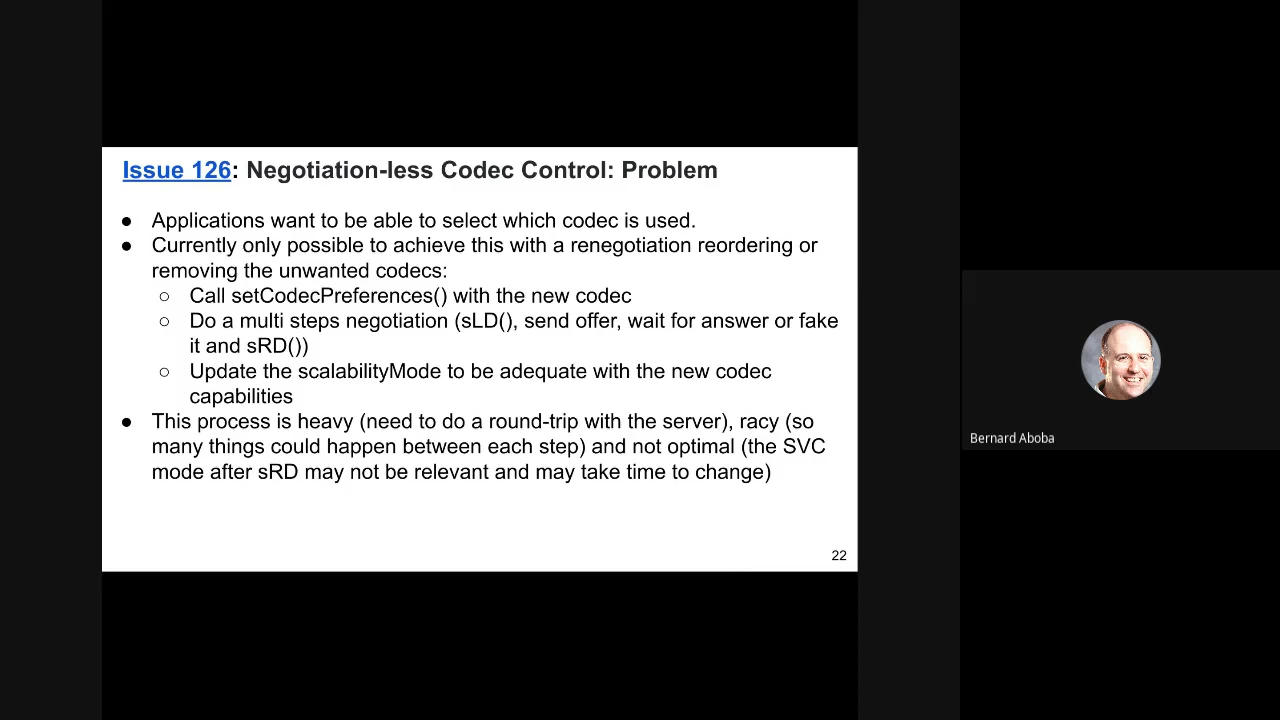 Issue 126: Negotiation-less Codec Control: Problem
● Applications want to be able to select which codec is used.
● Currently only possible to achieve this with a renegotiation reordering or
removing the unwanted codecs:
○ Call setCodecPreferences() with the new codec
○ Do a multi steps negotiation (sLD(), send offer, wait for answer or fake
it and sRD())
○ Update the scalabilityMode to be adequate with the new codec
capabilities
● This process is heavy (need to do a round-trip with the server), racy (so
many things could happen between each step) and not optimal (the SVC
mode after sRD may not be relevant and may take time to change)
22
Bernard Aboba